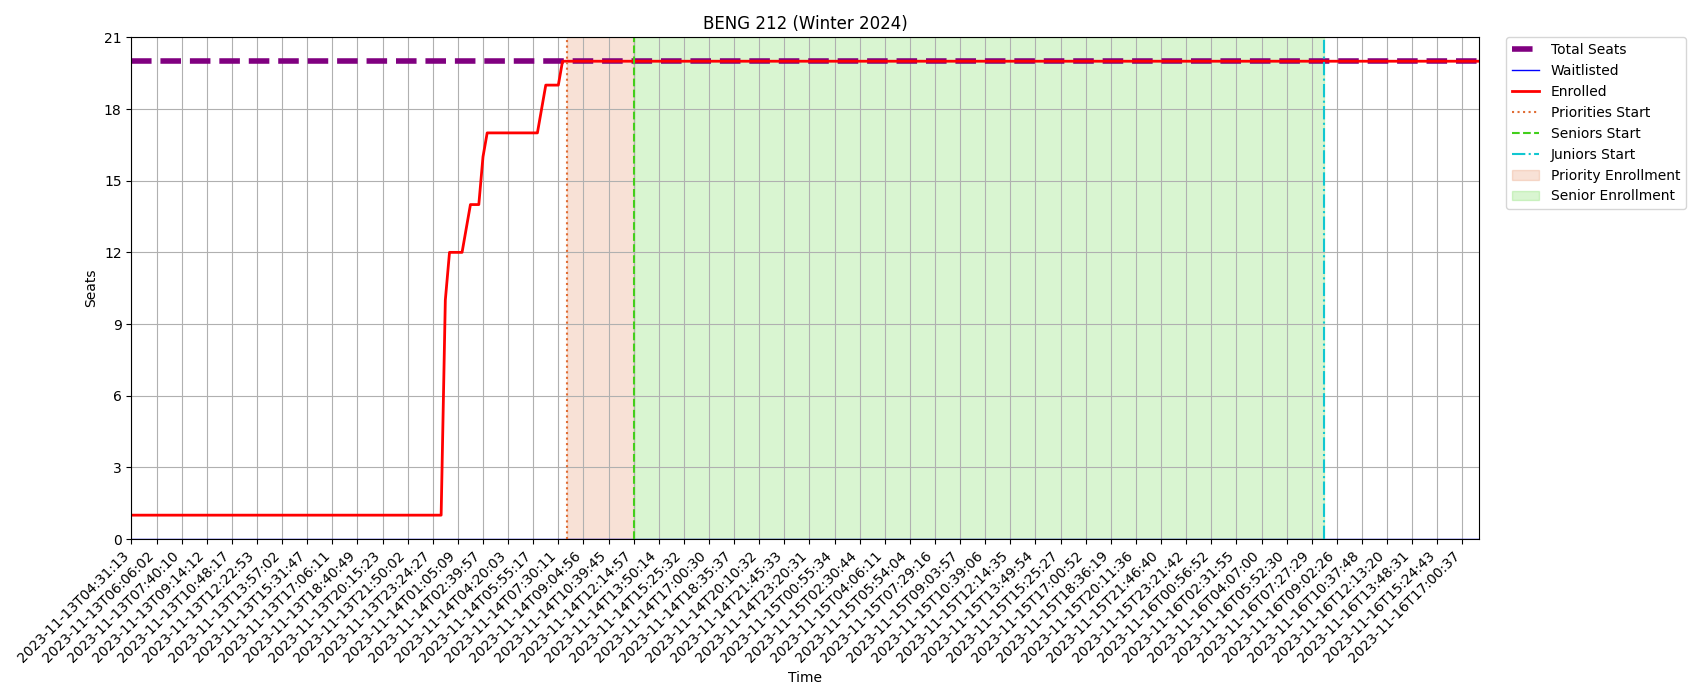 BENG 212 (Winter 2024)
21
18
15
12
9
6
3
0
Seats
2023-11-13T04:31:13
2023-11-13T06:06:02
2023-11-13T07:40:10
2023-11-13T09:14:12
2023-11-13T10:48:17
2023-11-13T12:22:53
2023-11-13T13:57:02
2023-11-13T15:31:47
2023-11-13T17:06:11
2023-11-13T18:40:49
2023-11-13T20:15:23
2023-11-13T21:50:02
2023-11-13T23:24:27
2023-11-14T01:05:09
2023-11-14T02:39:57
2023-11-14T04:20:03
2023-11-14T05:55:17
2023-11-14T07:30:11
2023-11-14T09:04:56
2023-11-14T10:39:45
2023-11-14T12:14:57
2023-11-14T13:50:14
2023-11-14T15:25:32
2023-11-14T17:00:30
2023-11-14T18:35:37
2023-11-14T20:10:32
2023-11-14T21:45:33
2023-11-14T23:20:31
2023-11-15T00:55:34
2023-11-15T02:30:44
2023-11-15T04:06:11
2023-11-15T05:54:04
2023-11-15T07:29:16
2023-11-15T09:03:57
2023-11-15T10:39:06
2023-11-15T12:14:35
2023-11-15T13:49:54
2023-11-15T15:25:27
2023-11-15T17:00:52
2023-11-15T18:36:19
2023-11-15T20:11:36
2023-11-15T21:46:40
2023-11-15T23:21:42
2023-11-16T00:56:52
2023-11-16T02:31:55
2023-11-16T04:07:00
2023-11-16T05:52:30
2023-11-16T07:27:29
2023-11-16T09:02:26
2023-11-16T10:37:48
2023-11-16T12:13:20
2023-11-16T13:48:31
2023-11-16T15:24:43
2023-11-16T17:00:37
Time
Total Seats
Waitlisted
Enrolled
Priorities Start
Seniors Start
Juniors Start
Priority Enrollment
Senior Enrollment